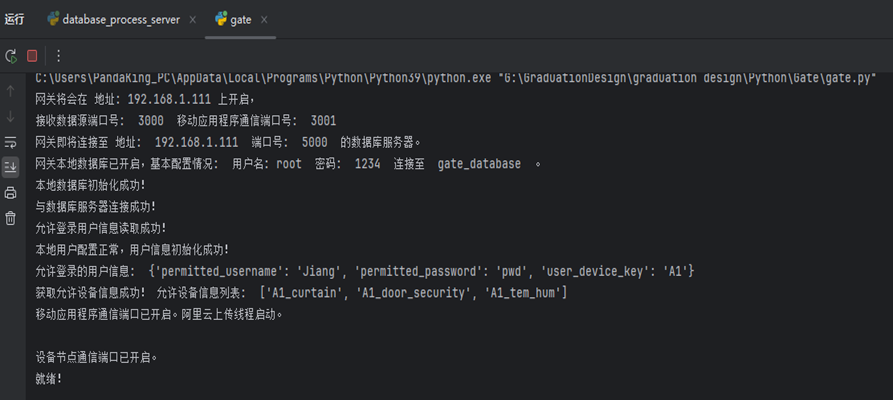 运行 database_process_server gate
C:\Users\PandaKing_PC\AppData\Local\Programs\Python\Python39\python.exe "G:\GraduationDesign\graduation design\Python\Gate\gate.py"
网关将会在 地址: 192.168.1.111 上开启,
接收数据源端口号: 3000 移动应用程序通信端口号: 3001
网关即将连接至 地址: 192.168.1.111 端口号: 5000 的数据库服务器。
网关本地数据库已开启,基本配置情况: 用户名: root 密码: 1234 连接至 gate_database 。
本地数据库初始化成功!
与数据库服务器连接成功!
允许登录用户信息读取成功!
本地用户配置正常,用户信息初始化成功!
允许登录的用户信息: {'permitted_username': 'Jiang', 'permitted_password': 'pwd', 'user_device_key': 'A1'}
获取允许设备信息成功! 允许设备信息列表: ['A1_curtain', 'A1_door_security', 'A1_tem_hum']
移动应用程序通信端口已开启。阿里云上传线程启动。
设备节点通信端口已开启。
就绪!